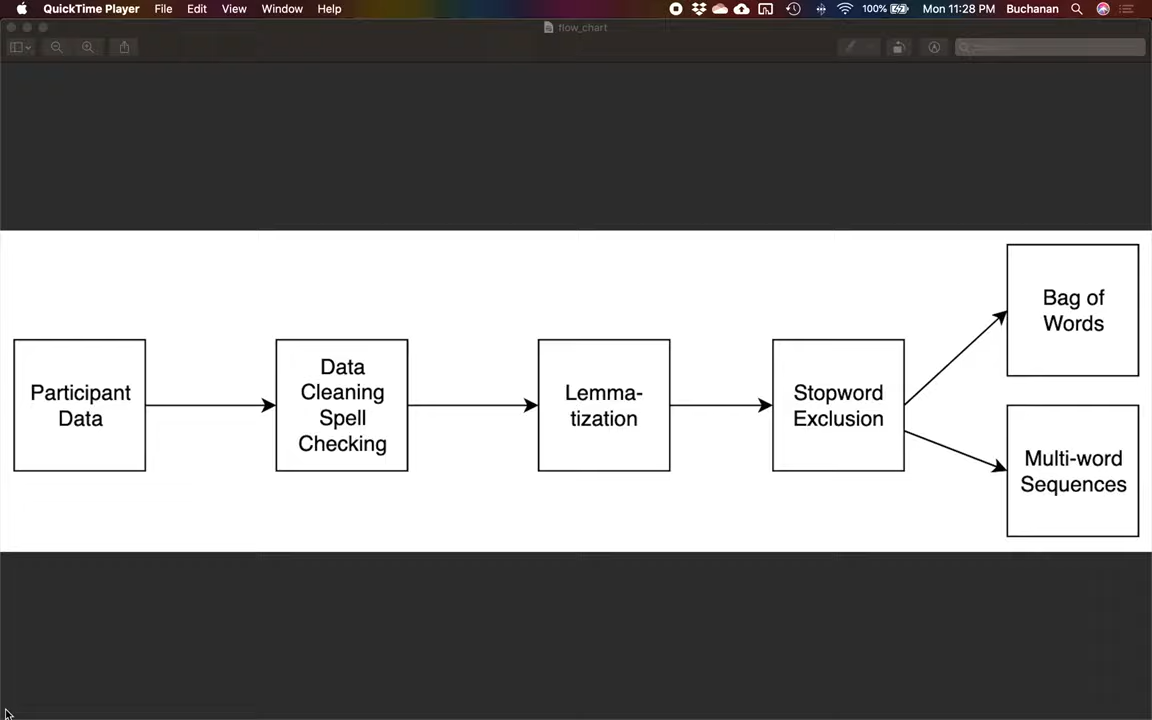 QuickTime Player File Edit View Window Help 100% Mon 11:28 PM Buchanan
flow_chart
Participant
Data
Data
Cleaning
Spell
Checking
Lemma-
tization
Stopword
Exclusion
Bag of
Words
Multi-word
Sequences